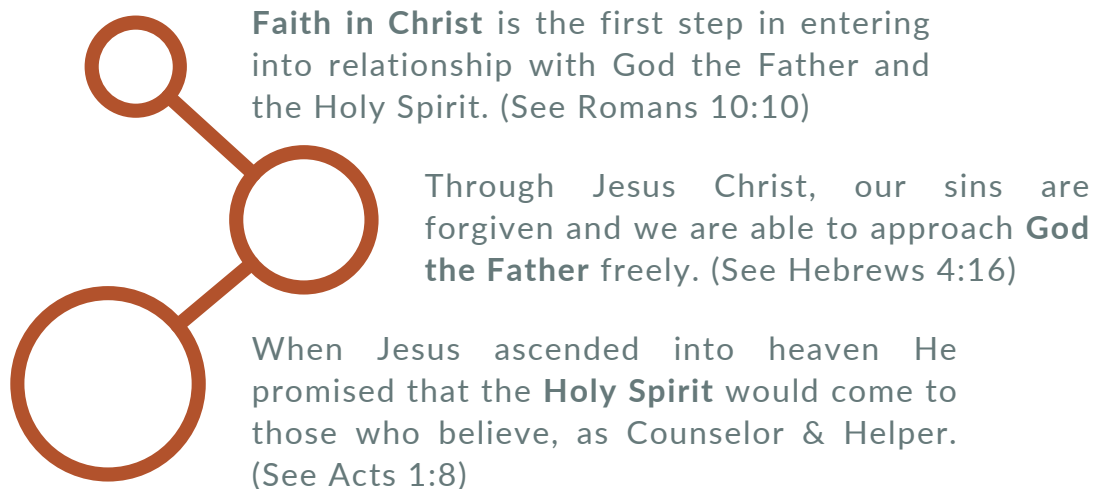 Faith in Christ is the first step in entering
into relationship with God the Father and
the Holy Spirit. (See Romans 10:10)
Through Jesus Christ, our sins are
forgiven and we are able to approach God
the Father freely. (See Hebrews 4:16)
When Jesus ascended into heaven He
promised that the Holy Spirit would come to
those who believe, as Counselor & Helper.
(See Acts 1:8)